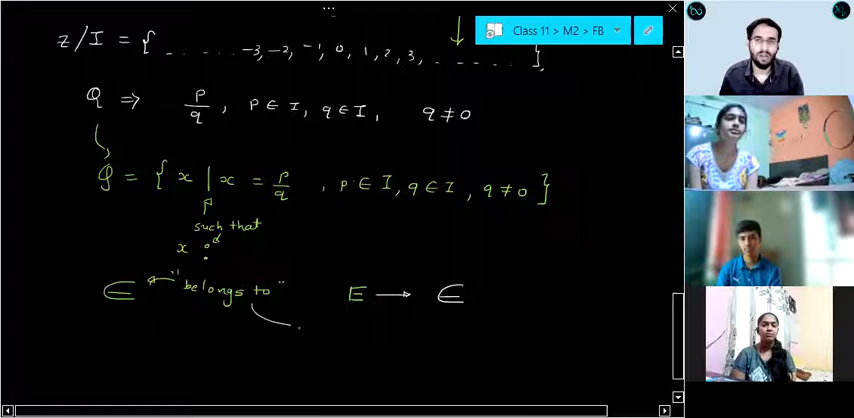 Class 11 > M2 > FB
z/I = { ....... -3, -2, -1, 0, 1, 2, 3, ....... },
Q ⇒ p/q, p ∈ I, q ∈ I, q ≠ 0
Q = { x | x = p/q , p ∈ I, q ∈ I, q ≠ 0 }
such that
x :
∈ "belongs to" E → ∈